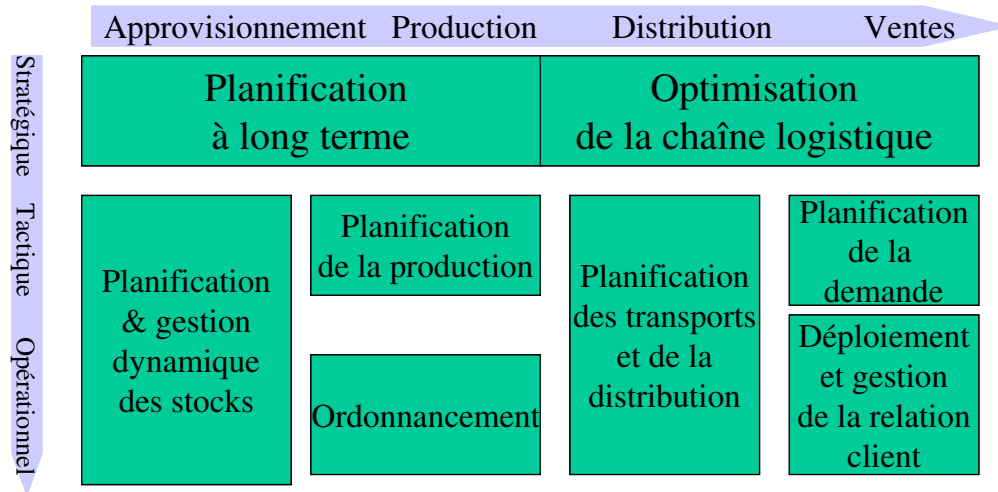 Approvisionnement Production Distribution Ventes
Stratégique
Tactique
Opérationnel
Planification
à long terme
Optimisation
de la chaîne logistique
Planification
& gestion
dynamique
des stocks
Planification
de la production
Ordonnancement
Planification
des transports
et de la
distribution
Planification
de la
demande
Déploiement
et gestion
de la relation
client